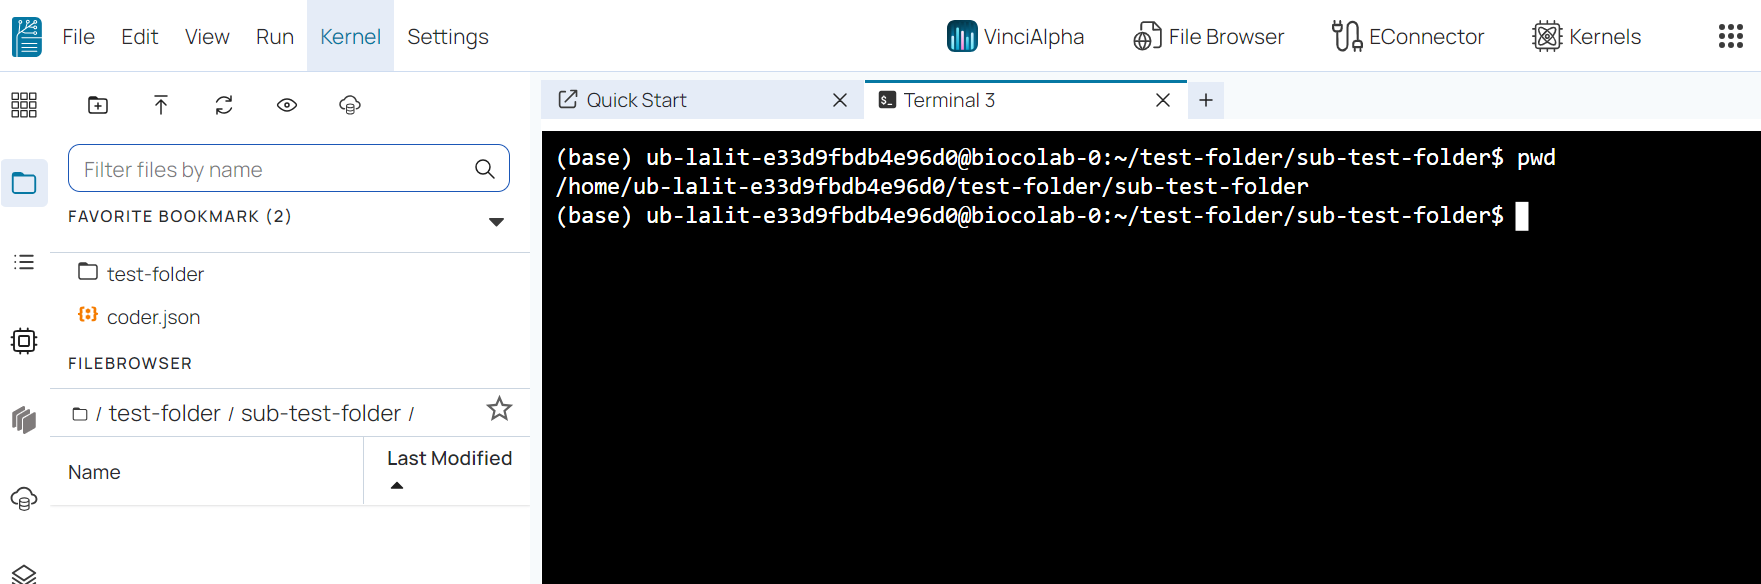 File Edit View Run Kernel Settings VinciAlpha File Browser EConnector Kernels
Quick Start Terminal 3
Filter files by name
FAVORITE BOOKMARK (2)
test-folder
coder.json
FILEBROWSER
/ test-folder / sub-test-folder /
Name Last Modified
(base) ub-lalit-e33d9fbdb4e96d0@biocolab-0:~/test-folder/sub-test-folder$ pwd
/home/ub-lalit-e33d9fbdb4e96d0/test-folder/sub-test-folder
(base) ub-lalit-e33d9fbdb4e96d0@biocolab-0:~/test-folder/sub-test-folder$